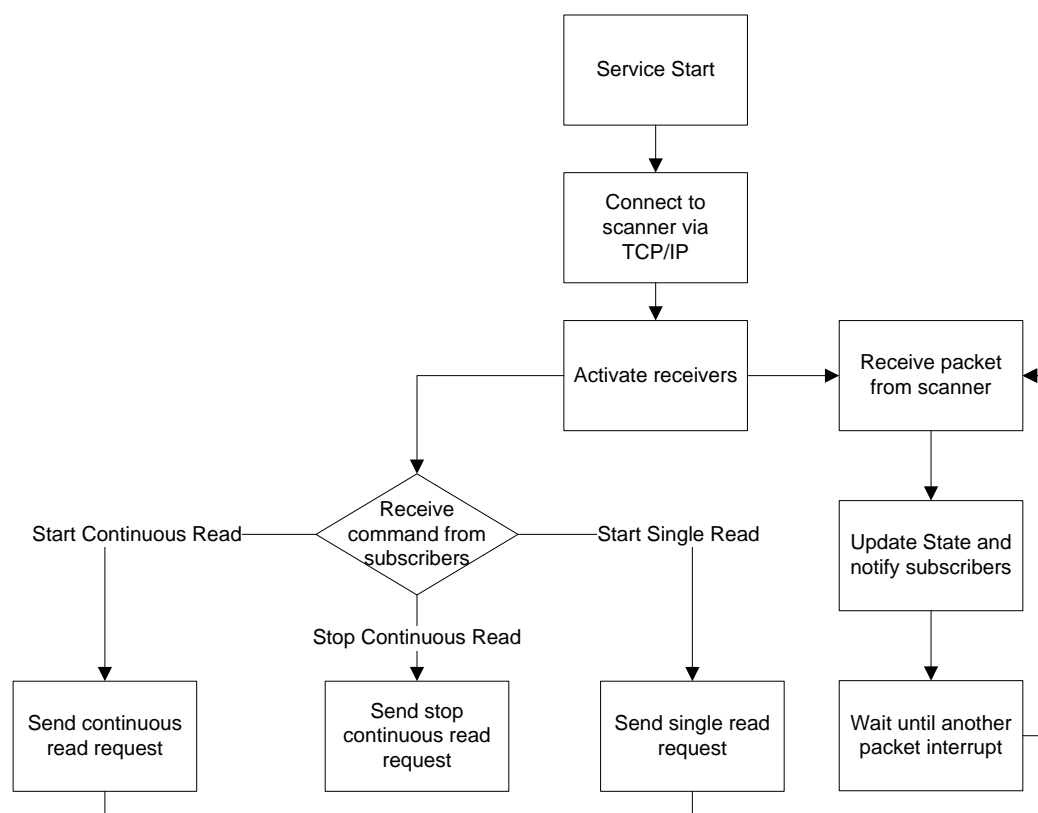 Service Start
Connect to
scanner via
TCP/IP
Activate receivers
Receive packet
from scanner
Receive
command from
subscribers
Start Continuous Read
Start Single Read
Stop Continuous Read
Update State and
notify subscribers
Send continuous
read request
Send stop
continuous read
request
Send single read
request
Wait until another
packet interrupt